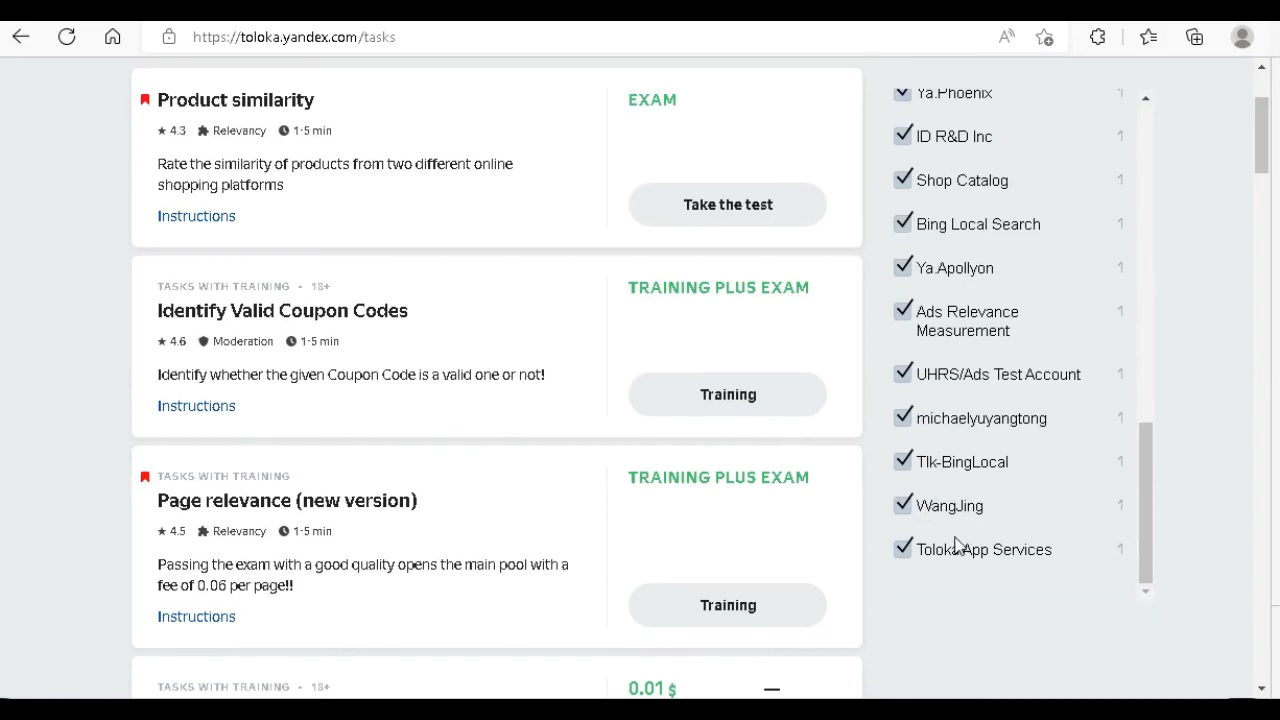 https://toloka.yandex.com/tasks
Product similarity
EXAM
4.3 Relevancy 1-5 min
Rate the similarity of products from two different online
shopping platforms
Take the test
Instructions
TASKS WITH TRAINING - 18+
TRAINING PLUS EXAM
Identify Valid Coupon Codes
4.6 Moderation 1-5 min
Identify whether the given Coupon Code is a valid one or not!
Training
Instructions
TASKS WITH TRAINING
TRAINING PLUS EXAM
Page relevance (new version)
4.5 Relevancy 1-5 min
Passing the exam with a good quality opens the main pool with a
fee of 0.06 per page!!
Training
Instructions
TASKS WITH TRAINING - 18+
0.01 $ —
Ya.Phoenix 1
ID R&D Inc 1
Shop Catalog 1
Bing Local Search 1
Ya.Apollyon 1
Ads Relevance 1
Measurement
UHRS/Ads Test Account 1
michaelyuyangtong 1
Tlk-BingLocal 1
WangJing 1
Toloka App Services 1